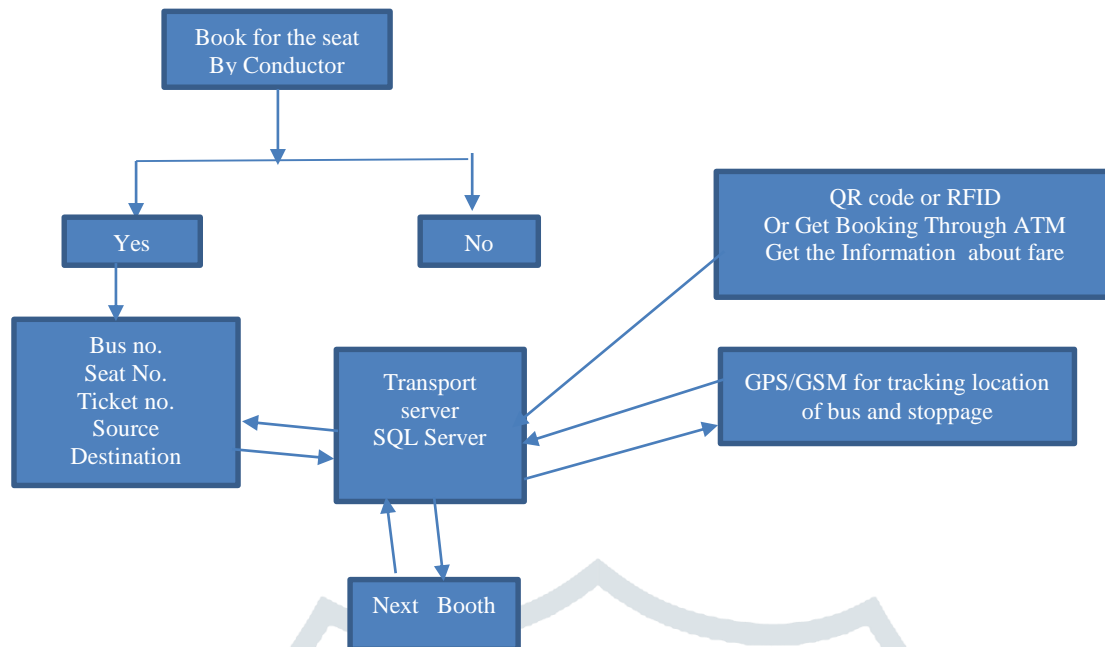 Book for the seat
By Conductor
Yes
No
QR code or RFID
Or Get Booking Through ATM
Get the Information about fare
Bus no.
Seat No.
Ticket no.
Source
Destination
Transport
server
SQL Server
GPS/GSM for tracking location
of bus and stoppage
Next Booth